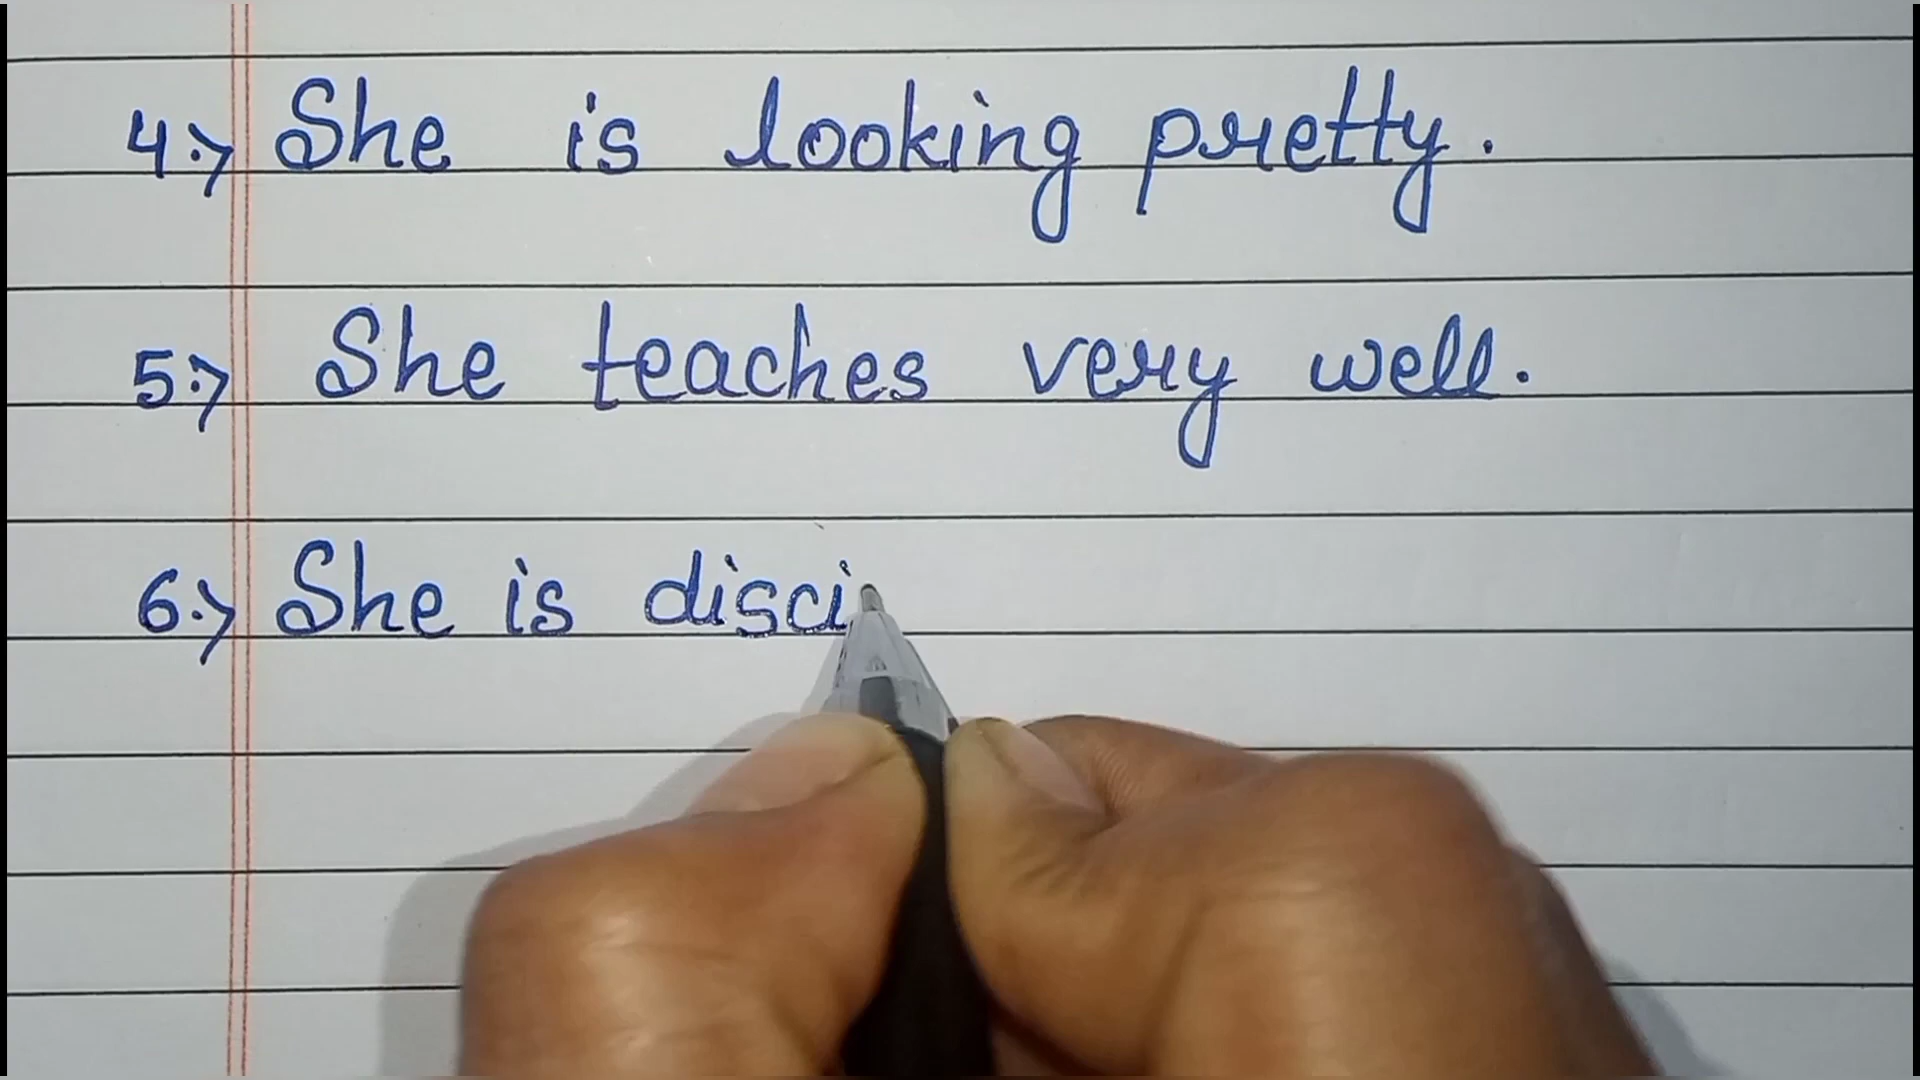 4:> She is looking pretty.
5:> She teaches very well.
6:> She is disci